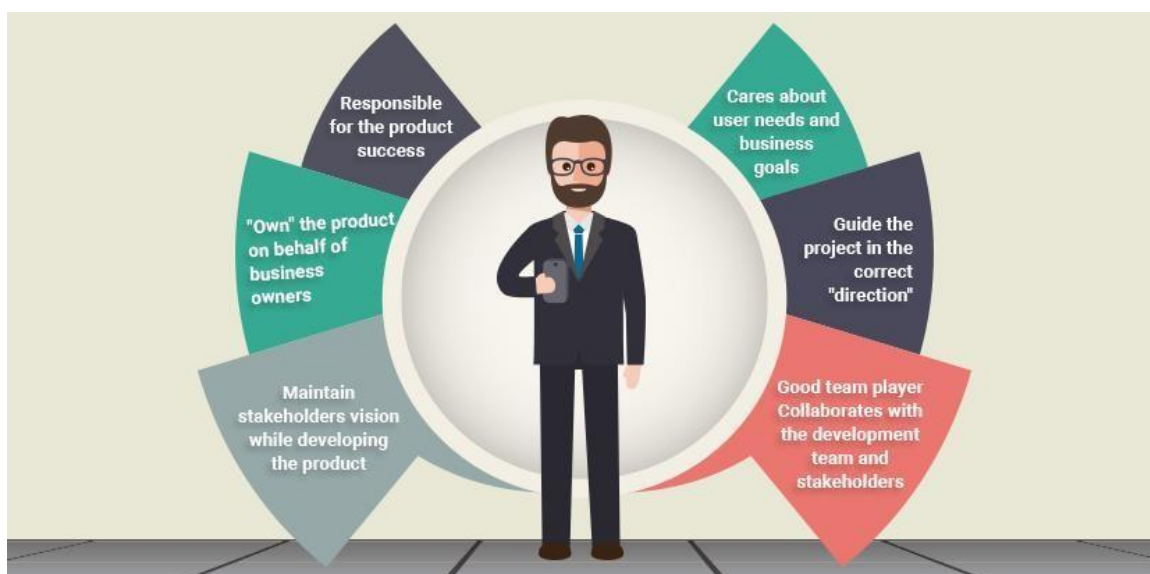 Responsible
for the product
success
"Own" the product
on behalf of
business
owners
Maintain
stakeholders vision
while developing
the product
Cares about
user needs and
business
goals
Guide the
project in the
correct
"direction"
Good team player
Collaborates with
the development
team and
stakeholders